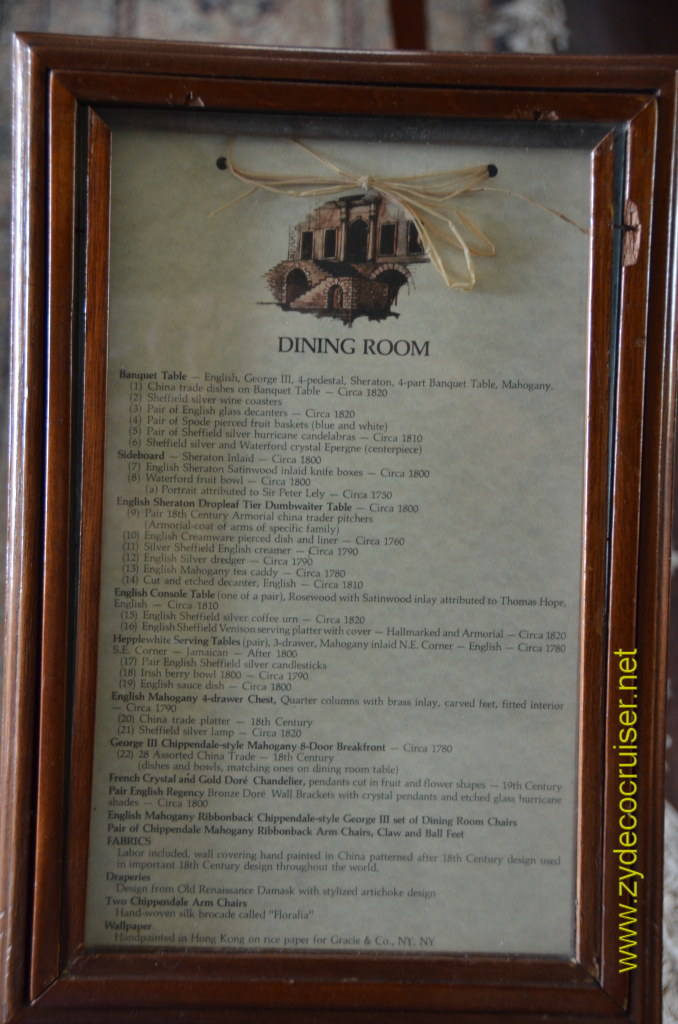 DINING ROOM
Banquet Table — English, George III, 4-pedestal, Sheraton, 4-part Banquet Table, Mahogany.
(1) China trade dishes on Banquet Table — Circa 1820
(2) Sheffield silver wine coasters
(3) Pair of English glass decanters — Circa 1820
(4) Pair of Spode pierced fruit baskets (blue and white)
(5) Pair of Sheffield silver hurricane candelabras — Circa 1810
(6) Sheffield silver and Waterford crystal Epergne (centerpiece)
Sideboard — Sheraton Inlaid — Circa 1800
(7) English Sheraton Satinwood inlaid knife boxes — Circa 1800
(8) Waterford fruit bowl — Circa 1800
(a) Portrait attributed to Sir Peter Lely — Circa 1750
English Sheraton Dropleaf Tier Dumbwaiter Table — Circa 1800
(9) Pair 18th Century Armorial china trader pitchers
(Armorial-coat of arms of specific family)
(10) English Creamware pierced dish and liner — Circa 1760
(11) Silver Sheffield English creamer — Circa 1790
(12) English Silver dredger — Circa 1790
(13) English Mahogany tea caddy — Circa 1780
(14) Cut and etched decanter, English — Circa 1810
English Console Table (one of a pair), Rosewood with Satinwood inlay attributed to Thomas Hope,
English — Circa 1810
(15) English Sheffield silver coffee urn — Circa 1820
(16) English Sheffield Venison serving platter with cover — Hallmarked and Armorial — Circa 1820
Hepplewhite Serving Tables (pair), 3-drawer, Mahogany inlaid N.E. Corner — English — Circa 1780
S.E. Corner — Jamaican — After 1800
(17) Pair English Sheffield silver candlesticks
(18) Irish berry bowl 1800 — Circa 1790
(19) English sauce dish — Circa 1800
English Mahogany 4-drawer Chest, Quarter columns with brass inlay, carved feet, fitted interior
— Circa 1790
(20) China trade platter — 18th Century
(21) Sheffield silver lamp — Circa 1820
George III Chippendale-style Mahogany 8-Door Breakfront — Circa 1780
(22) 28 Assorted China Trade — 18th Century
(dishes and bowls, matching ones on dining room table)
French Crystal and Gold Doré Chandelier, pendants cut in fruit and flower shapes — 19th Century
Pair English Regency Bronze Doré Wall Brackets with crystal pendants and etched glass hurricane
shades — Circa 1800
English Mahogany Ribbonback Chippendale-style George III set of Dining Room Chairs
Pair of Chippendale Mahogany Ribbonback Arm Chairs, Claw and Ball Feet
FABRICS
Labor included, wall covering hand painted in China patterned after 18th Century design used
in important 18th Century design throughout the world.
Draperies
Design from Old Renaissance Damask with stylized artichoke design
Two Chippendale Arm Chairs
Hand-woven silk brocade called "Floralia"
Wallpaper
Handpainted in Hong Kong on rice paper for Gracie & Co., NY, NY
www.zydecocruiser.net